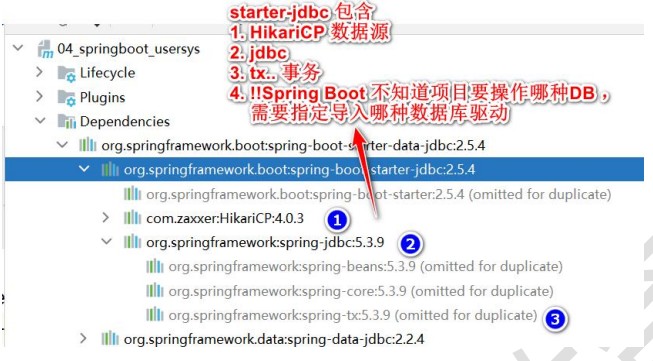 starter-jdbc 包含
1. HikariCP 数据源
2. jdbc
3. tx.. 事务
4. !!Spring Boot 不知道项目要操作哪种DB，
需要指定导入哪种数据库驱动
04_springboot_usersys
Lifecycle
Plugins
Dependencies
org.springframework.boot:spring-boot-starter-data-jdbc:2.5.4
org.springframework.boot:spring-boot-starter-jdbc:2.5.4
org.springframework.boot:spring-boot-starter:2.5.4 (omitted for duplicate)
com.zaxxer:HikariCP:4.0.3 1
org.springframework:spring-jdbc:5.3.9 2
org.springframework:spring-beans:5.3.9 (omitted for duplicate)
org.springframework:spring-core:5.3.9 (omitted for duplicate)
org.springframework:spring-tx:5.3.9 (omitted for duplicate) 3
org.springframework.data:spring-data-jdbc:2.2.4